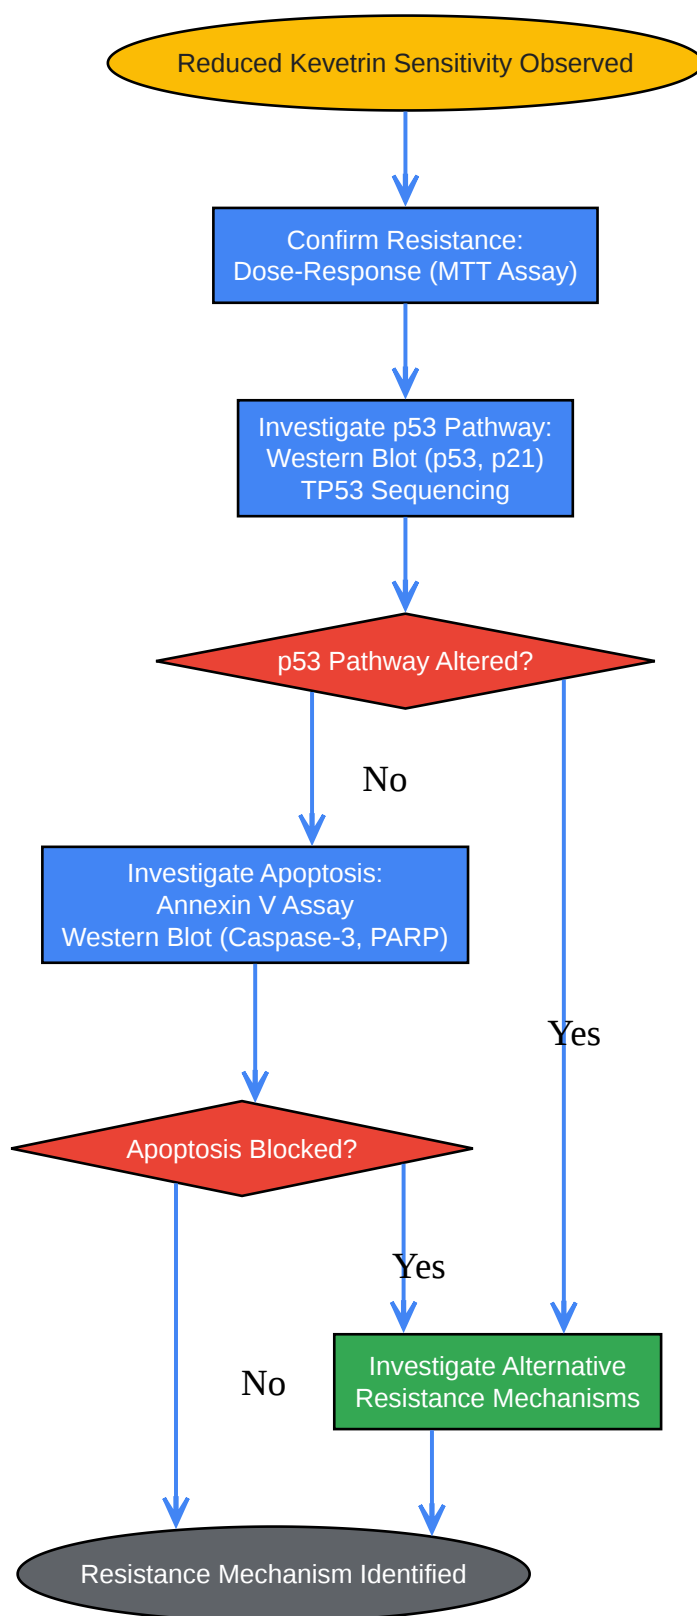 Reduced Kevetrin Sensitivity Observed
Confirm Resistance:
Dose-Response (MTT Assay)
Investigate p53 Pathway:
Western Blot (p53, p21)
TP53 Sequencing
p53 Pathway Altered?
No
Investigate Apoptosis:
Annexin V Assay
Western Blot (Caspase-3, PARP)
Yes
Apoptosis Blocked?
Yes
Investigate Alternative
Resistance Mechanisms
No
Resistance Mechanism Identified